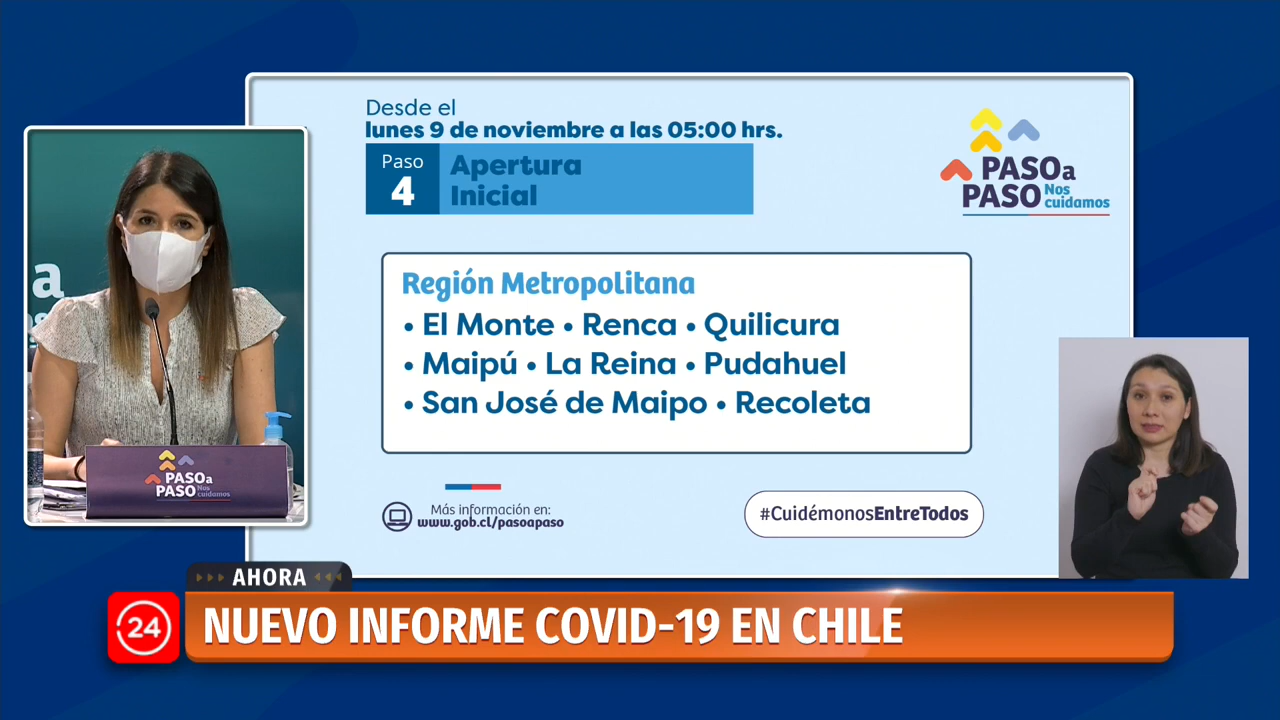 Desde el
lunes 9 de noviembre a las 05:00 hrs.
Paso
4
Apertura
Inicial
PASO a
PASO Nos
cuidamos
Región Metropolitana
• El Monte • Renca • Quilicura
• Maipú • La Reina • Pudahuel
• San José de Maipo • Recoleta
Más información en:
www.gob.cl/pasoapaso
#CuidémonosEntreTodos
a
PASO a
PASO Nos
cuidamos
AHORA
24
NUEVO INFORME COVID-19 EN CHILE